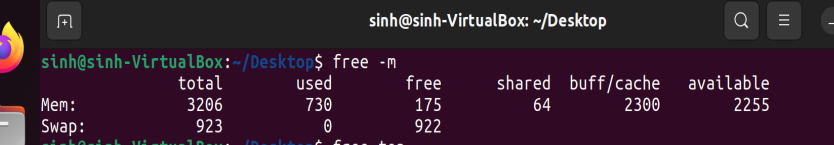 sinh@sinh-VirtualBox: ~/Desktop
sinh@sinh-VirtualBox:~/Desktop$ free -m
total used free shared buff/cache available
Mem: 3206 730 175 64 2300 2255
Swap: 923 0 922